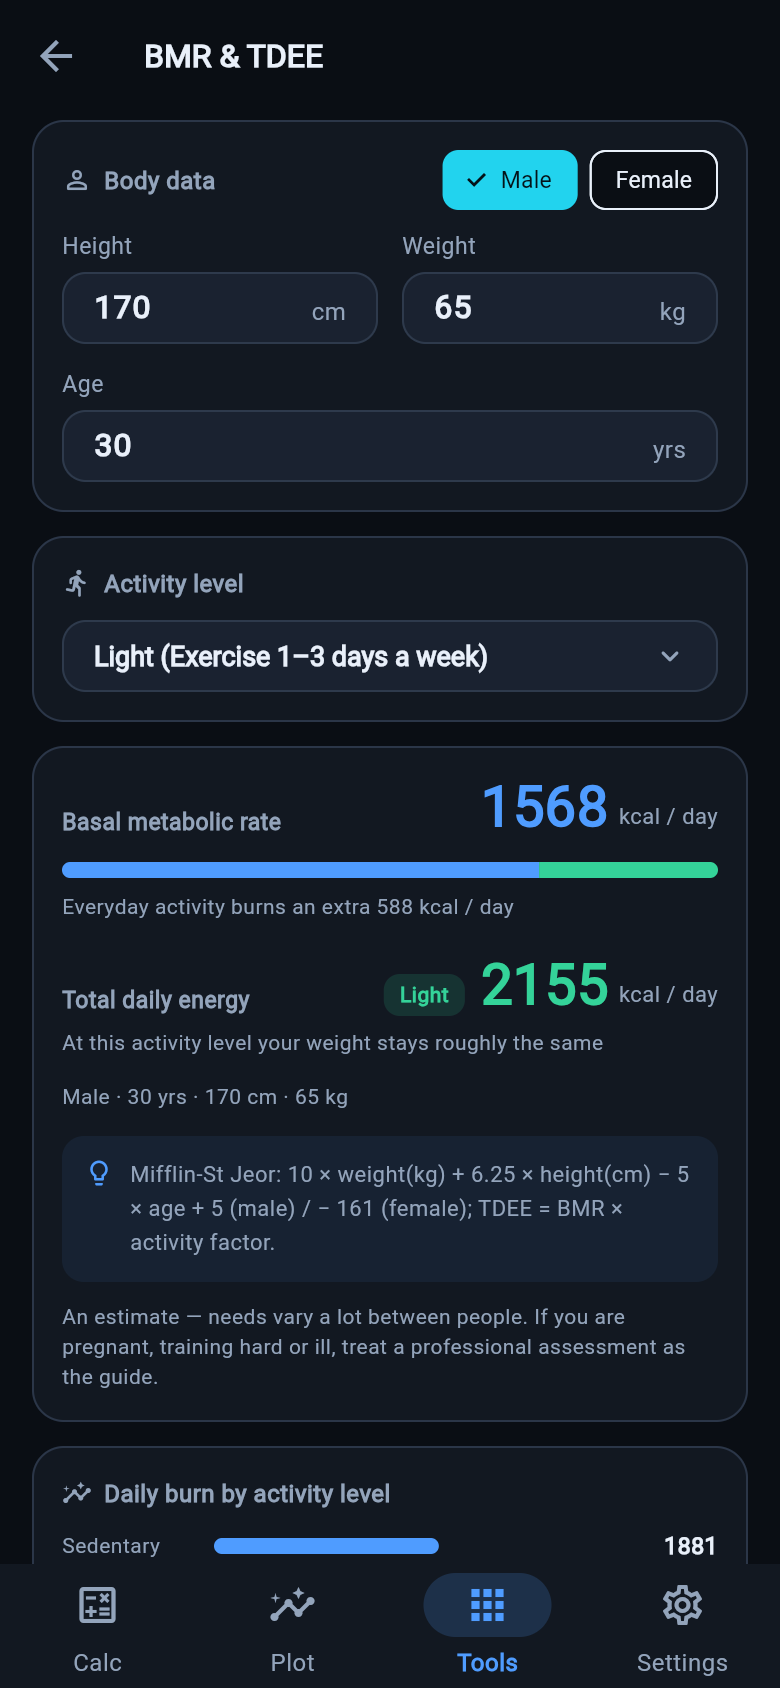 BMR & TDEE
Body data
Male
Female
Height
Weight
170 cm
65 kg
Age
30 yrs
Activity level
Light (Exercise 1–3 days a week)
Basal metabolic rate
1568 kcal / day
Everyday activity burns an extra 588 kcal / day
Total daily energy
Light
2155 kcal / day
At this activity level your weight stays roughly the same
Male · 30 yrs · 170 cm · 65 kg
Mifflin-St Jeor: 10 × weight(kg) + 6.25 × height(cm) − 5
× age + 5 (male) / − 161 (female); TDEE = BMR ×
activity factor.
An estimate — needs vary a lot between people. If you are
pregnant, training hard or ill, treat a professional assessment as
the guide.
Daily burn by activity level
Sedentary 1881
Calc
Plot
Tools
Settings